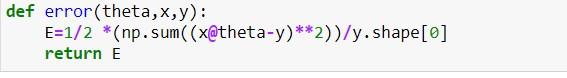 def error(theta,x,y):
    E=1/2 *(np.sum((x@theta-y)**2))/y.shape[0]
    return E